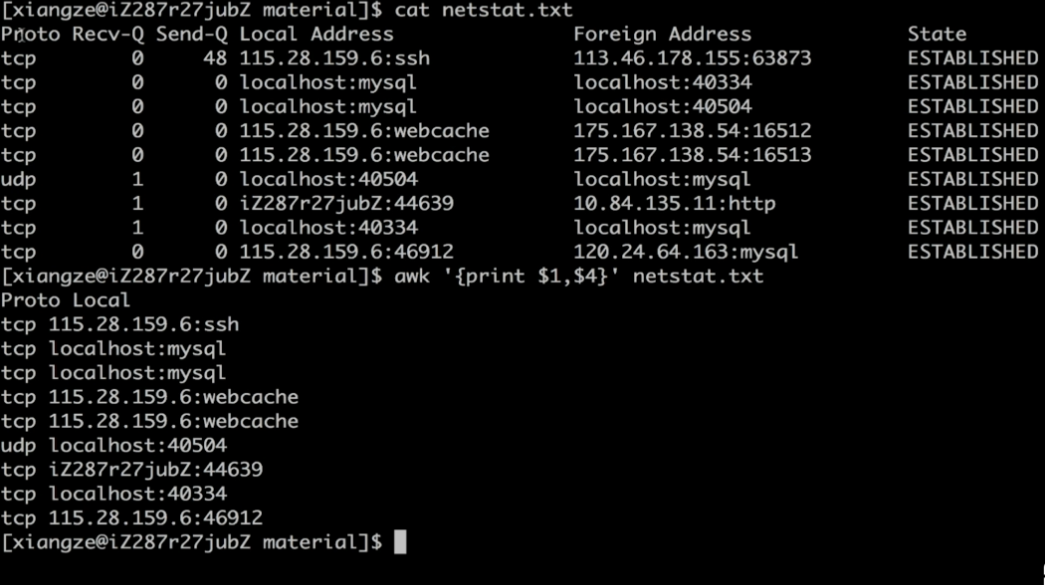 [xiangze@iZ287r27jubZ material]$ cat netstat.txt
Proto Recv-Q Send-Q Local Address Foreign Address State
tcp 0 48 115.28.159.6:ssh 113.46.178.155:63873 ESTABLISHED
tcp 0 0 localhost:mysql localhost:40334 ESTABLISHED
tcp 0 0 localhost:mysql localhost:40504 ESTABLISHED
tcp 0 0 115.28.159.6:webcache 175.167.138.54:16512 ESTABLISHED
tcp 0 0 115.28.159.6:webcache 175.167.138.54:16513 ESTABLISHED
udp 1 0 localhost:40504 localhost:mysql ESTABLISHED
tcp 1 0 iZ287r27jubZ:44639 10.84.135.11:http ESTABLISHED
tcp 1 0 localhost:40334 localhost:mysql ESTABLISHED
tcp 0 0 115.28.159.6:46912 120.24.64.163:mysql ESTABLISHED
[xiangze@iZ287r27jubZ material]$ awk '{print $1,$4}' netstat.txt
Proto Local
tcp 115.28.159.6:ssh
tcp localhost:mysql
tcp localhost:mysql
tcp 115.28.159.6:webcache
tcp 115.28.159.6:webcache
udp localhost:40504
tcp iZ287r27jubZ:44639
tcp localhost:40334
tcp 115.28.159.6:46912
[xiangze@iZ287r27jubZ material]$